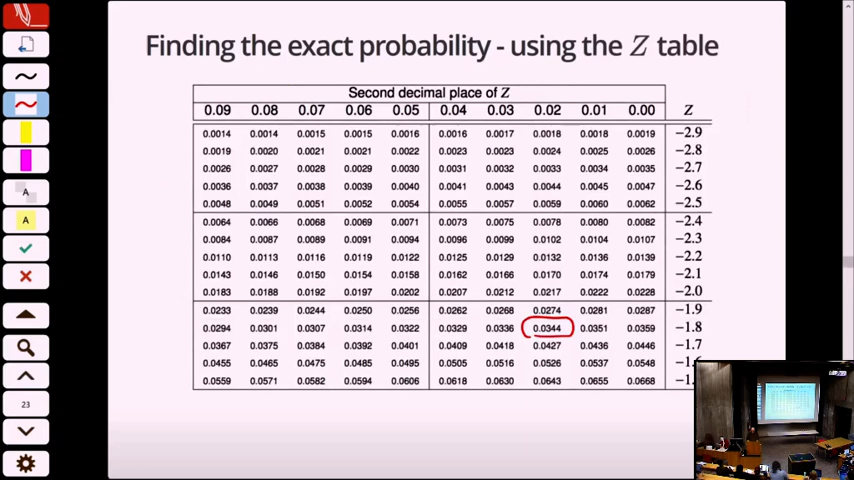 Finding the exact probability - using the Z table
Second decimal place of Z
0.09 0.08 0.07 0.06 0.05 0.04 0.03 0.02 0.01 0.00 Z
0.0014 0.0014 0.0015 0.0015 0.0016 0.0016 0.0017 0.0018 0.0018 0.0019 −2.9
0.0019 0.0020 0.0021 0.0021 0.0022 0.0023 0.0023 0.0024 0.0025 0.0026 −2.8
0.0026 0.0027 0.0028 0.0029 0.0030 0.0031 0.0032 0.0033 0.0034 0.0035 −2.7
0.0036 0.0037 0.0038 0.0039 0.0040 0.0041 0.0043 0.0044 0.0045 0.0047 −2.6
0.0048 0.0049 0.0051 0.0052 0.0054 0.0055 0.0057 0.0059 0.0060 0.0062 −2.5
0.0064 0.0066 0.0068 0.0069 0.0071 0.0073 0.0075 0.0078 0.0080 0.0082 −2.4
0.0084 0.0087 0.0089 0.0091 0.0094 0.0096 0.0099 0.0102 0.0104 0.0107 −2.3
0.0110 0.0113 0.0116 0.0119 0.0122 0.0125 0.0129 0.0132 0.0136 0.0139 −2.2
0.0143 0.0146 0.0150 0.0154 0.0158 0.0162 0.0166 0.0170 0.0174 0.0179 −2.1
0.0183 0.0188 0.0192 0.0197 0.0202 0.0207 0.0212 0.0217 0.0222 0.0228 −2.0
0.0233 0.0239 0.0244 0.0250 0.0256 0.0262 0.0268 0.0274 0.0281 0.0287 −1.9
0.0294 0.0301 0.0307 0.0314 0.0322 0.0329 0.0336 0.0344 0.0351 0.0359 −1.8
0.0367 0.0375 0.0384 0.0392 0.0401 0.0409 0.0418 0.0427 0.0436 0.0446 −1.7
0.0455 0.0465 0.0475 0.0485 0.0495 0.0505 0.0516 0.0526 0.0537 0.0548 −1.6
0.0559 0.0571 0.0582 0.0594 0.0606 0.0618 0.0630 0.0643 0.0655 0.0668 −1.
A
A
23